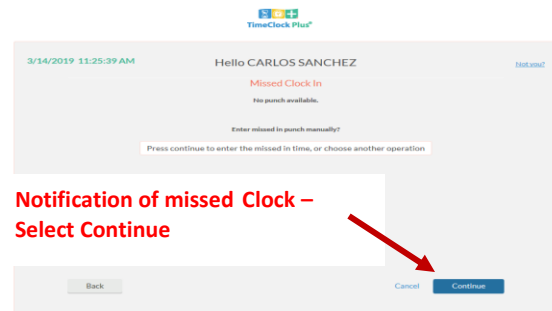 TimeClock Plus®
3/14/2019 11:25:39 AM
Hello CARLOS SANCHEZ
Not you?
Missed Clock In
No punch available.
Enter missed in punch manually?
Press continue to enter the missed in time, or choose another operation
Notification of missed Clock –
Select Continue
Back
Cancel
Continue